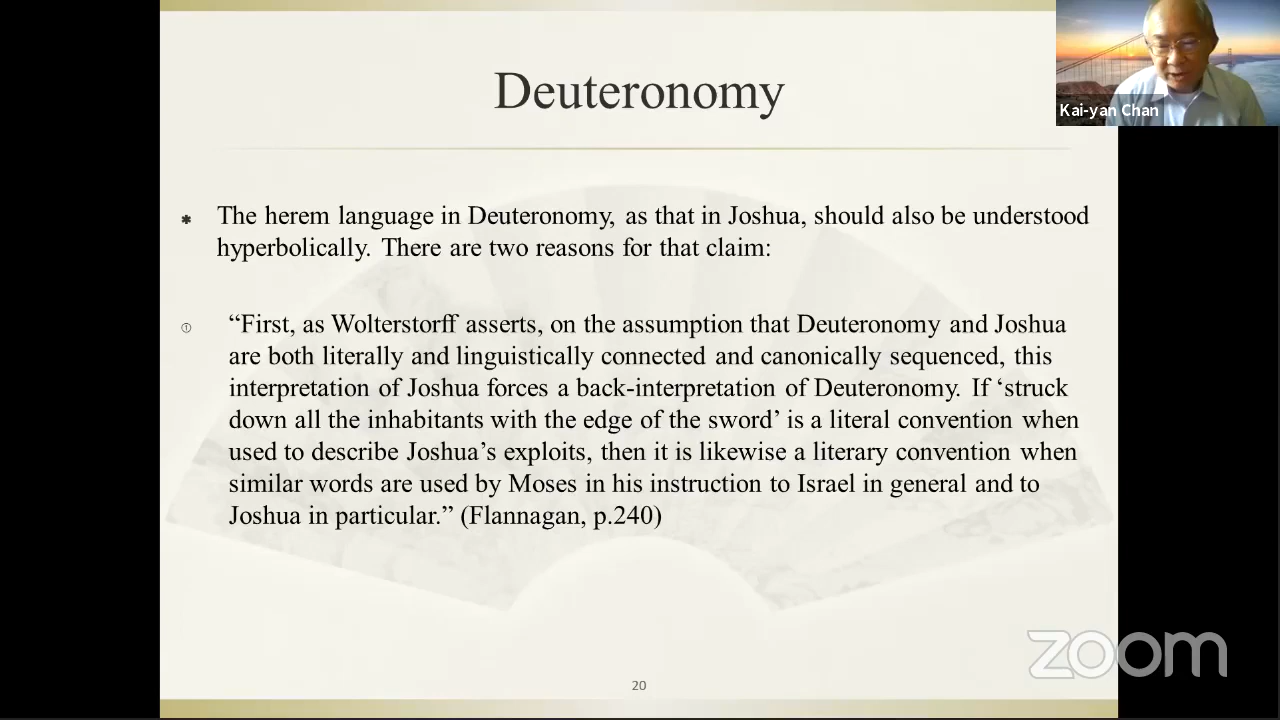 Deuteronomy
Kai-yan Chan
The herem language in Deuteronomy, as that in Joshua, should also be understood
hyperbolically. There are two reasons for that claim:
① “First, as Wolterstorff asserts, on the assumption that Deuteronomy and Joshua
are both literally and linguistically connected and canonically sequenced, this
interpretation of Joshua forces a back-interpretation of Deuteronomy. If ‘struck
down all the inhabitants with the edge of the sword’ is a literal convention when
used to describe Joshua’s exploits, then it is likewise a literary convention when
similar words are used by Moses in his instruction to Israel in general and to
Joshua in particular.” (Flannagan, p.240)
zoom
20